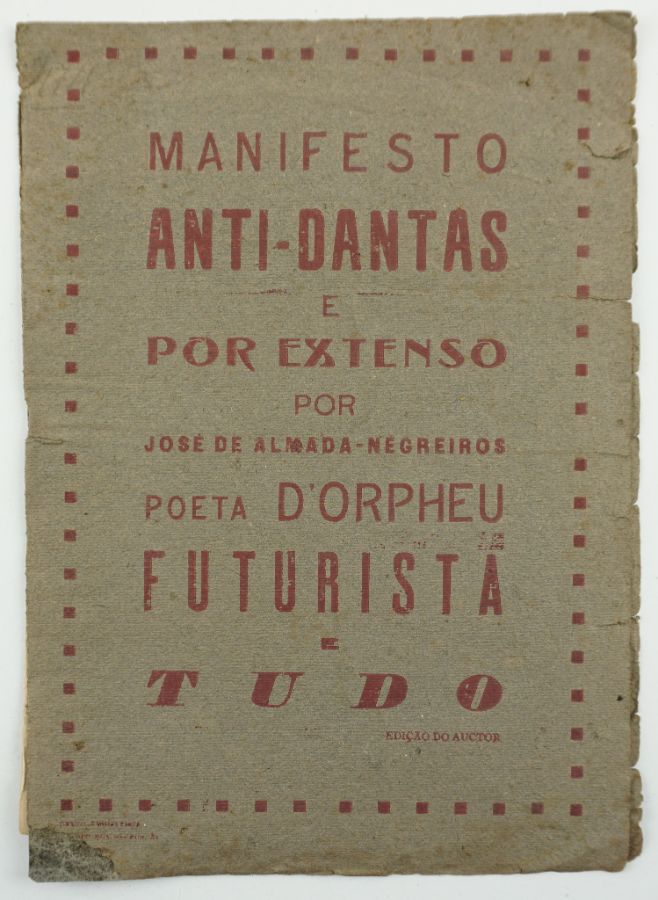 MANIFESTO
ANTI-DANTAS
E
POR EXTENSO
POR
JOSÉ DE ALMADA-NEGREIROS
POETA D'ORPHEU
FUTURISTA
E
TUDO
EDIÇÃO DO AUCTOR